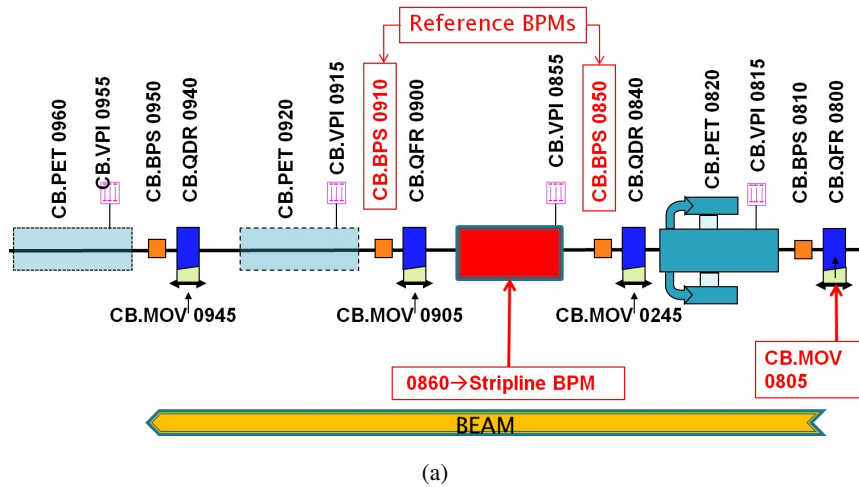 Reference BPMs
CB.PET 0960
CB.VPI 0955
CB.BPS 0950
CB.QDR 0940
CB.PET 0920
CB.VPI 0915
CB.BPS 0910
CB.QFR 0900
CB.VPI 0855
CB.BPS 0850
CB.QDR 0840
CB.PET 0820
CB.VPI 0815
CB.BPS 0810
CB.QFR 0800
CB.MOV 0945
CB.MOV 0905
CB.MOV 0245
CB.MOV
0805
0860→Stripline BPM
BEAM
(a)